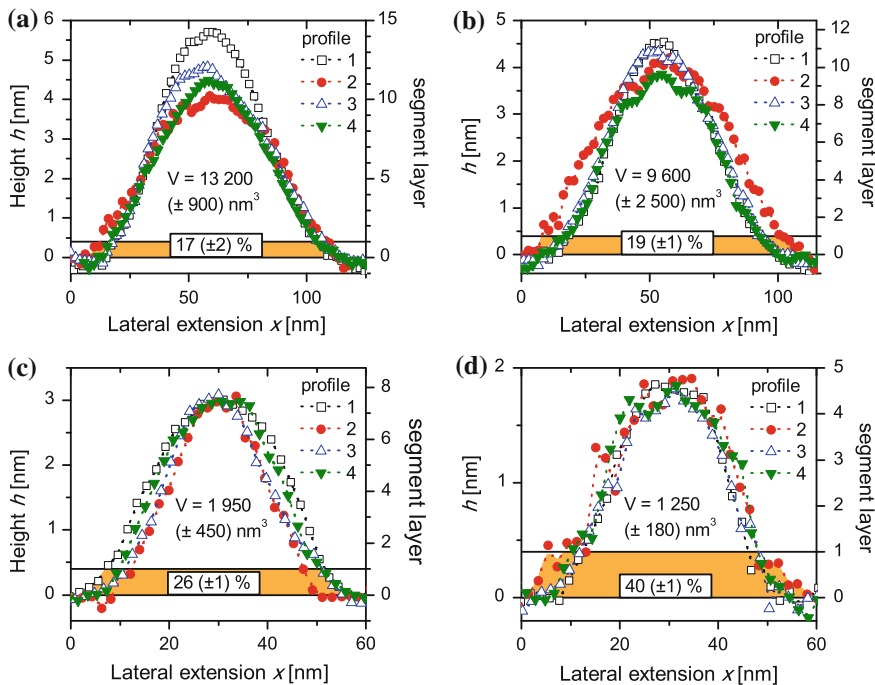 (a)
Height h [nm]
6
5
4
3
2
1
0
15
10
5
0
segment layer
profile
1
2
3
4
V = 13 200
(± 900) nm³
17 (±2) %
0
50
100
Lateral extension x [nm]
(b)
h [nm]
5
4
3
2
1
0
12
10
8
6
4
2
0
segment layer
profile
1
2
3
4
V = 9 600
(± 2 500) nm³
19 (±1) %
0
50
100
Lateral extension x [nm]
(c)
Height h [nm]
3
2
1
0
8
6
4
2
0
segment layer
profile
1
2
3
4
V = 1 950
(± 450) nm³
26 (±1) %
0
20
40
60
Lateral extension x [nm]
(d)
h [nm]
2
1
0
5
4
3
2
1
0
segment layer
profile
1
2
3
4
V = 1 250
(± 180) nm³
40 (±1) %
0
20
40
60
Lateral extension x [nm]